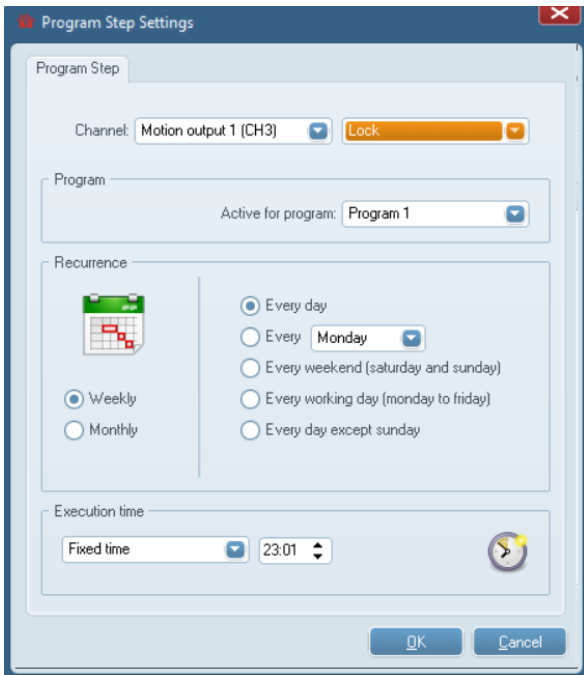 Program Step Settings
Program Step
Channel: Motion output 1 (CH3) Lock
Program
Active for program: Program 1
Recurrence
Every day
Every Monday
Every weekend (saturday and sunday)
Weekly
Every working day (monday to friday)
Monthly
Every day except sunday
Execution time
Fixed time 23:01
OK Cancel